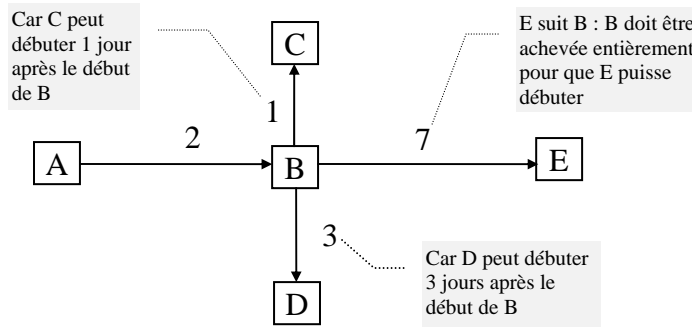 Car C peut
débuter 1 jour
après le début
de B
E suit B : B doit être
achevée entièrement
pour que E puisse
débuter
C
1
2
7
A
B
E
3
Car D peut débuter
3 jours après le
début de B
D